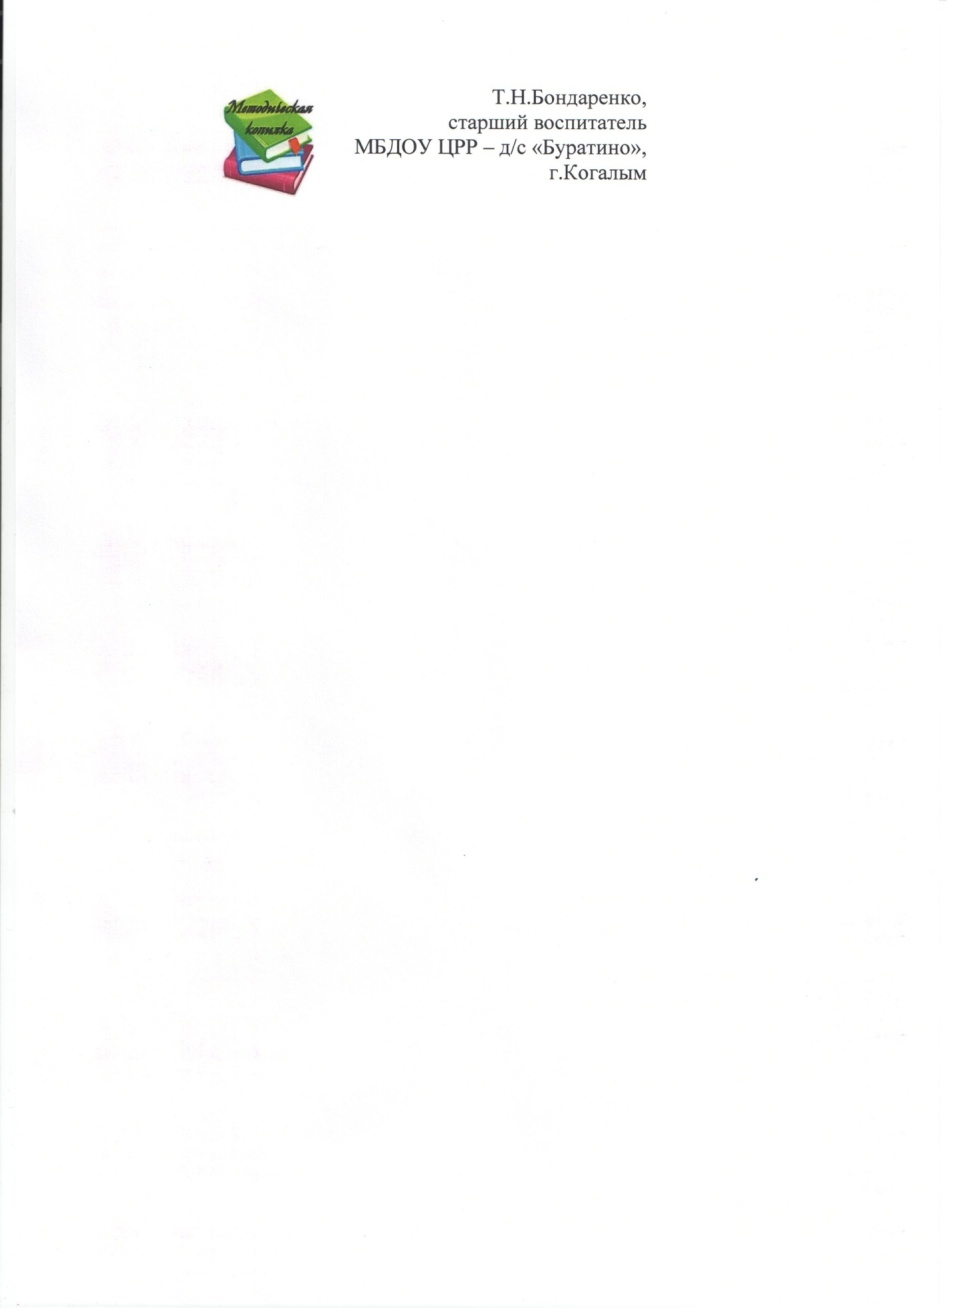 Методическая
копилка
Т.Н.Бондаренко,
старший воспитатель
МБДОУ ЦРР – д/с «Буратино»,
г.Когалым